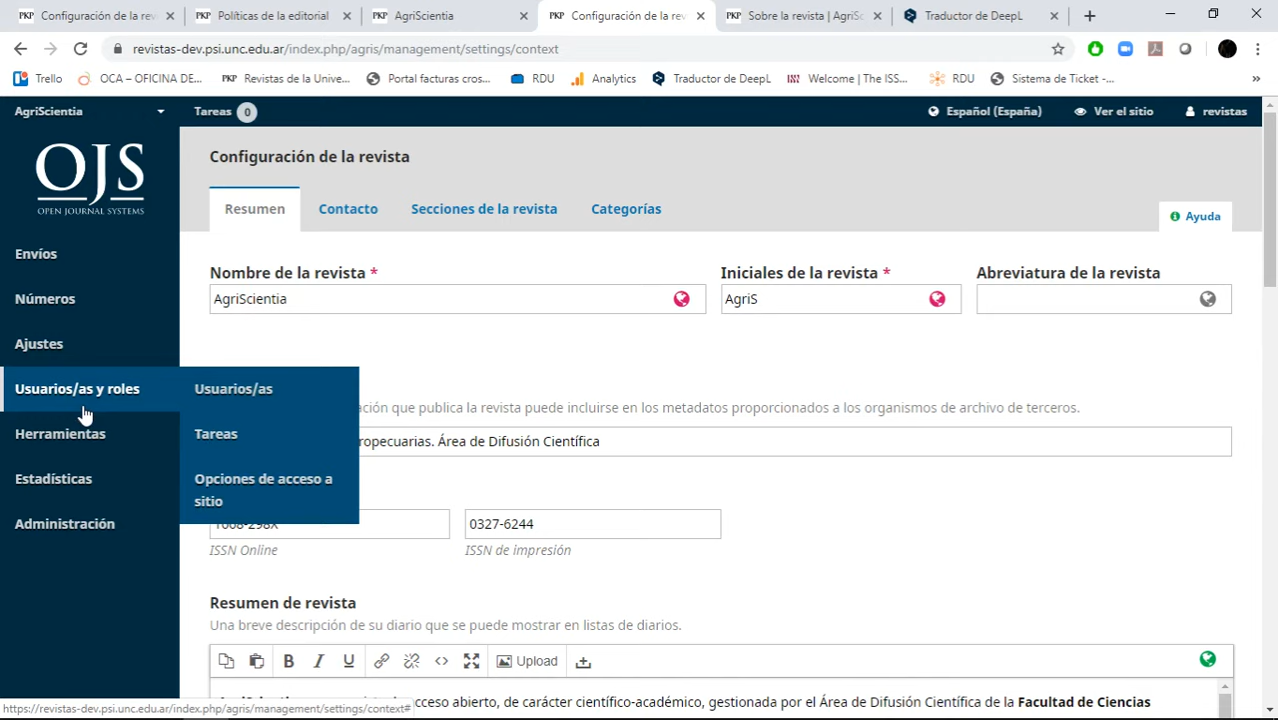 Configuración de la rev
Políticas de la editorial
AgriScientia
Configuración de la rev
Sobre la revista | AgriSc
Traductor de DeepL
revistas-dev.psi.unc.edu.ar/index.php/agris/management/settings/context
Trello
OCA – OFICINA DE...
Revistas de la Unive...
Portal facturas cros...
RDU
Analytics
Traductor de DeepL
Welcome | The ISS...
RDU
Sistema de Ticket -...
»
AgriScientia
Tareas 0
Español (España)
Ver el sitio
revistas
OJS
OPEN JOURNAL SYSTEMS
Envíos
Números
Ajustes
Usuarios/as y roles
Herramientas
Estadísticas
Administración
Usuarios/as
Tareas
Opciones de acceso a
sitio
Configuración de la revista
Resumen
Contacto
Secciones de la revista
Categorías
Ayuda
Nombre de la revista *
Iniciales de la revista *
Abreviatura de la revista
AgriScientia
AgriS
ación que publica la revista puede incluirse en los metadatos proporcionados a los organismos de archivo de terceros.
ropecuarias. Área de Difusión Científica
1668-298X
0327-6244
ISSN Online
ISSN de impresión
Resumen de revista
Una breve descripción de su diario que se puede mostrar en listas de diarios.
B I U Upload
cceso abierto, de carácter científico-académico, gestionada por el Área de Difusión Científica de la Facultad de Ciencias
https://revistas-dev.psi.unc.edu.ar/index.php/agris/management/settings/context#